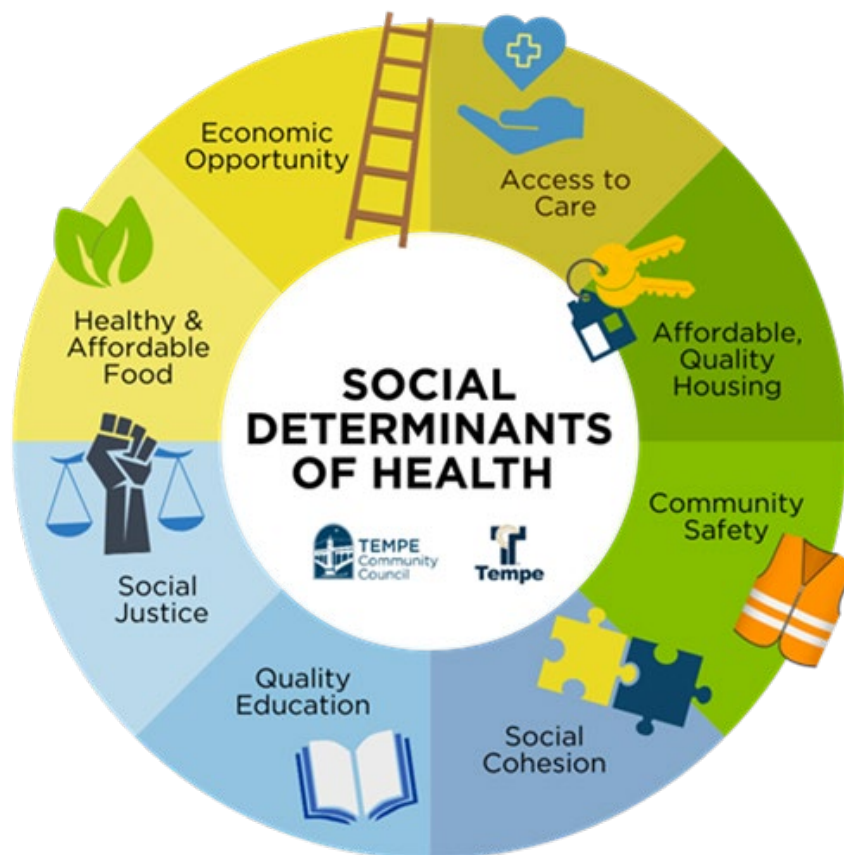 Economic
Opportunity
Access to
Care
Affordable,
Quality
Housing
Community
Safety
Social
Cohesion
Quality
Education
Social
Justice
Healthy &
Affordable
Food
SOCIAL
DETERMINANTS
OF HEALTH
TEMPE
Community
Council
Tempe